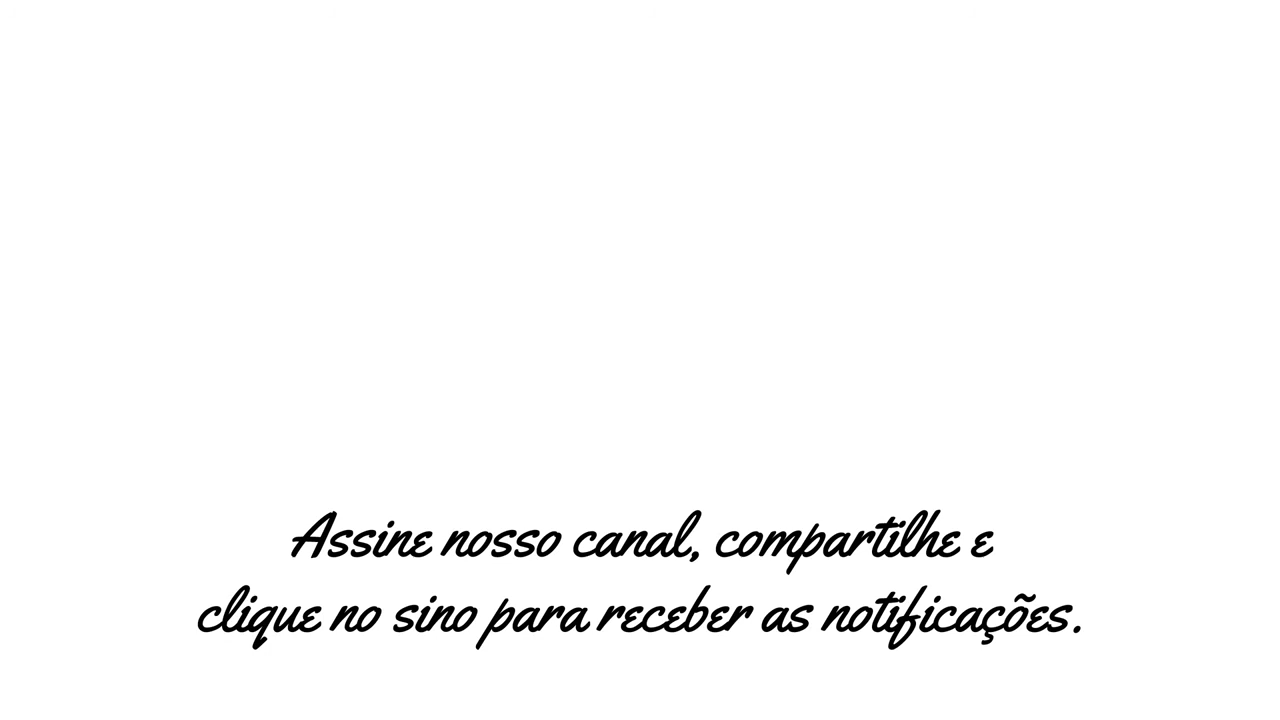 Assine nosso canal, compartilhe e
clique no sino para receber as notificações.